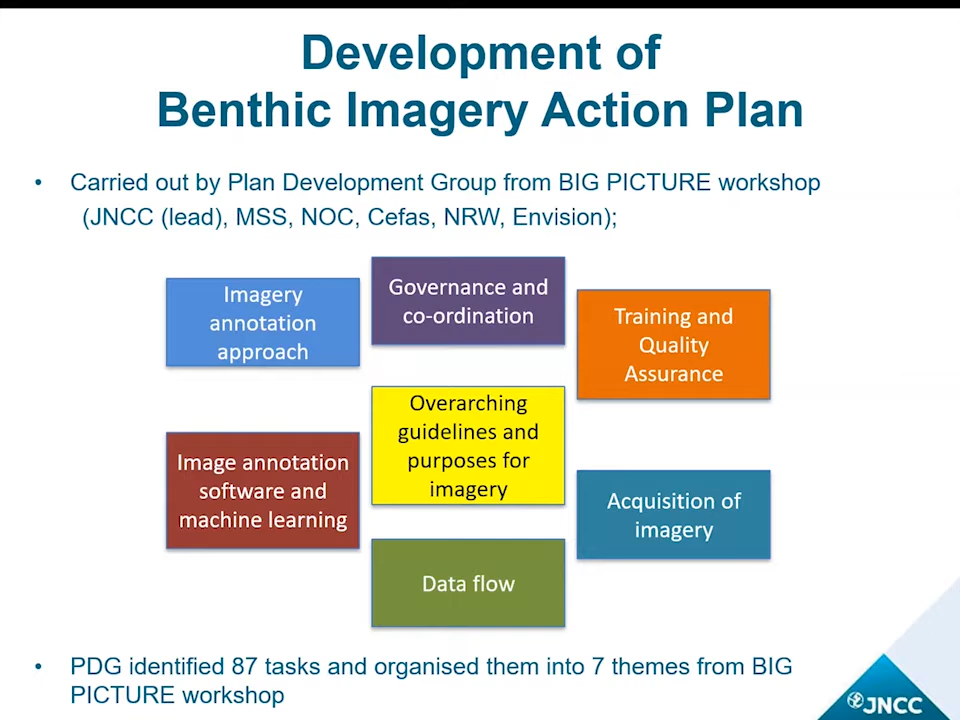 Development of
Benthic Imagery Action Plan
• Carried out by Plan Development Group from BIG PICTURE workshop
(JNCC (lead), MSS, NOC, Cefas, NRW, Envision);
Imagery
annotation
approach
Governance and
co-ordination
Training and
Quality
Assurance
Image annotation
software and
machine learning
Overarching
guidelines and
purposes for
imagery
Acquisition of
imagery
Data flow
• PDG identified 87 tasks and organised them into 7 themes from BIG
PICTURE workshop
JNCC